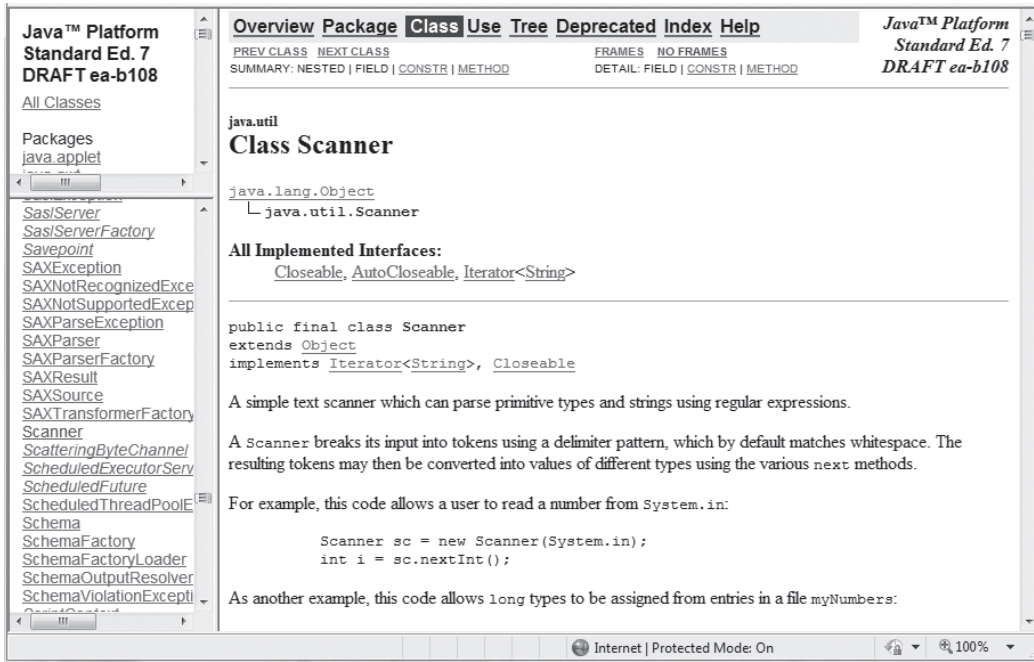 Java™ Platform
Standard Ed. 7
DRAFT ea-b108
All Classes
Packages
java.applet
SaslServer
SaslServerFactory
Savepoint
SAXException
SAXNotRecognizedExce
SAXNotSupportedExcep
SAXParseException
SAXParser
SAXParserFactory
SAXResult
SAXSource
SAXTransformerFactory
Scanner
ScatteringByteChannel
ScheduledExecutorServ
ScheduledFuture
ScheduledThreadPoolE
Schema
SchemaFactory
SchemaFactoryLoader
SchemaOutputResolver
SchemaViolationExcepti
Overview Package Class Use Tree Deprecated Index Help
PREV CLASS NEXT CLASS FRAMES NO FRAMES
SUMMARY: NESTED | FIELD | CONSTR | METHOD DETAIL: FIELD | CONSTR | METHOD
Java™ Platform
Standard Ed. 7
DRAFT ea-b108
java.util
Class Scanner
java.lang.Object
java.util.Scanner
All Implemented Interfaces:
Closeable, AutoCloseable, Iterator<String>
public final class Scanner
extends Object
implements Iterator<String>, Closeable
A simple text scanner which can parse primitive types and strings using regular expressions.
A Scanner breaks its input into tokens using a delimiter pattern, which by default matches whitespace. The
resulting tokens may then be converted into values of different types using the various next methods.
For example, this code allows a user to read a number from System.in:
Scanner sc = new Scanner(System.in);
int i = sc.nextInt();
As another example, this code allows long types to be assigned from entries in a file myNumbers:
Internet | Protected Mode: On
100%